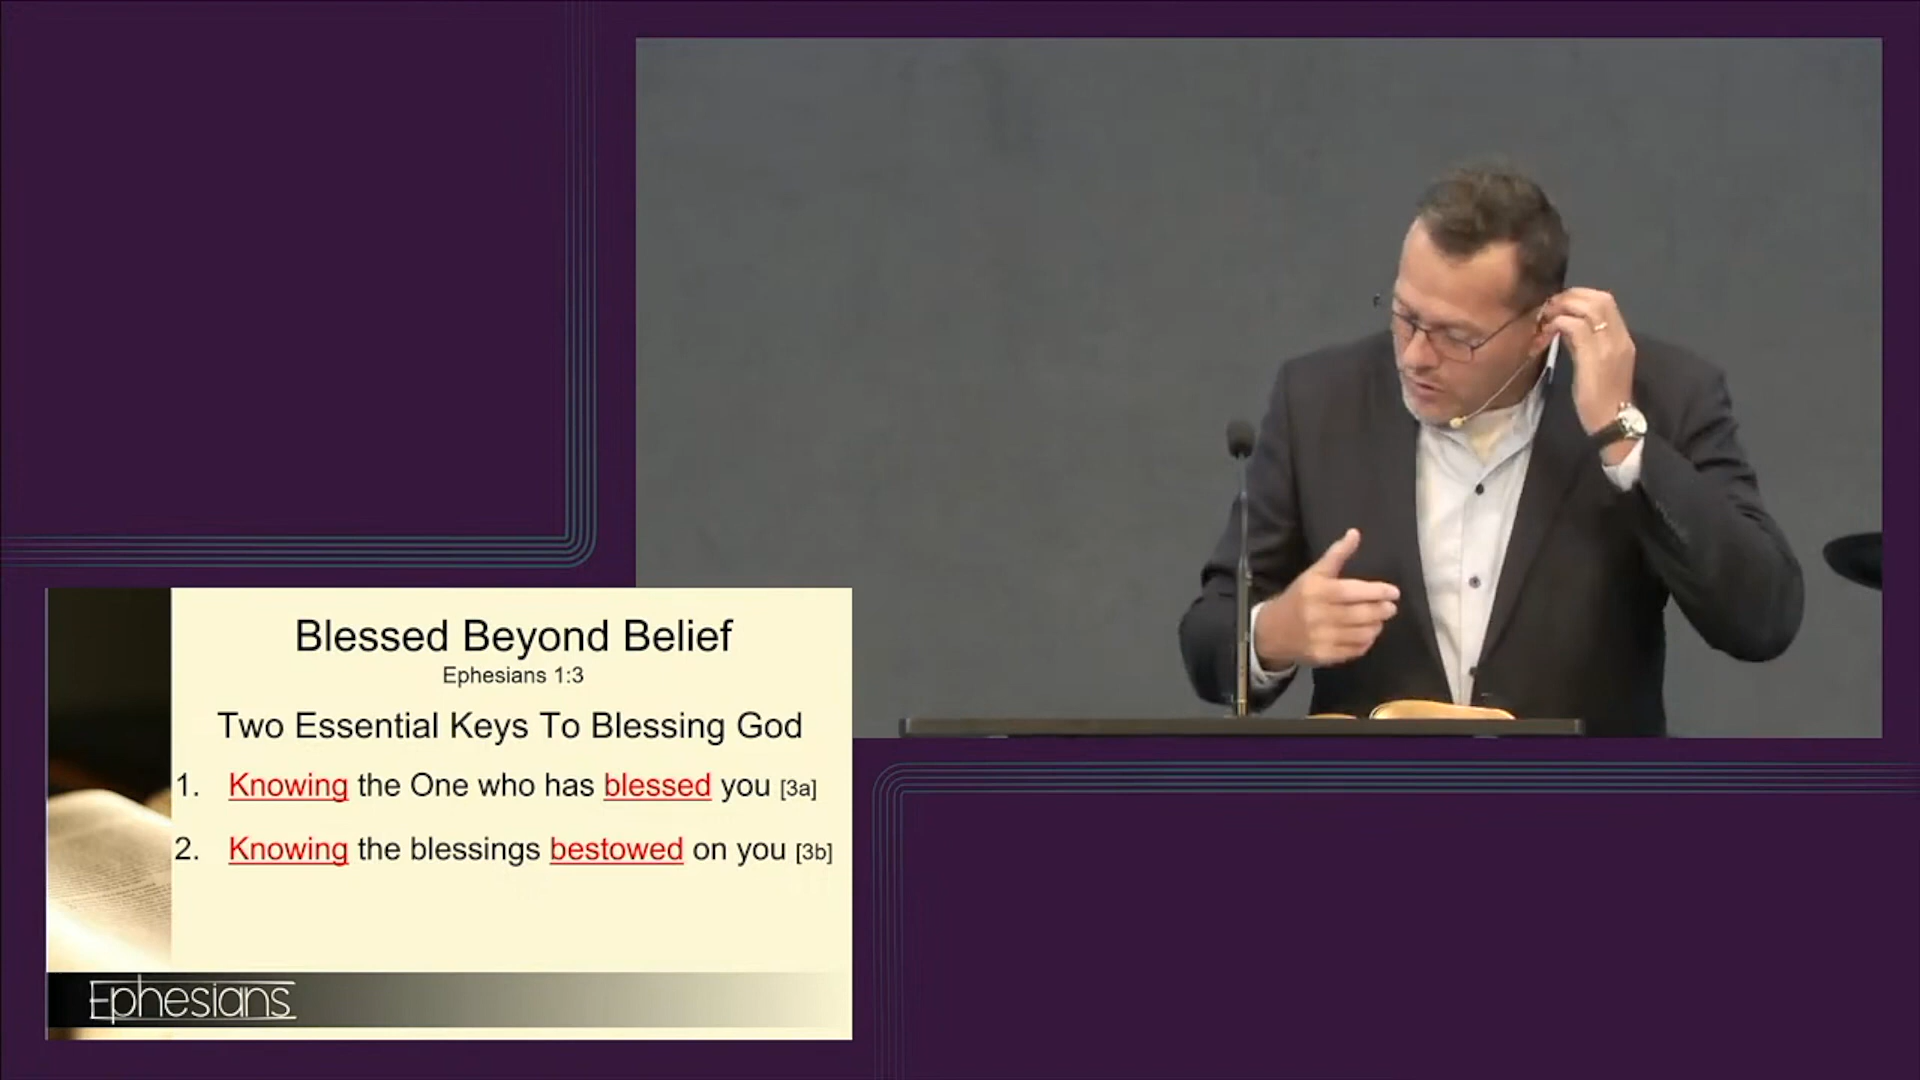 Blessed Beyond Belief
Ephesians 1:3
Two Essential Keys To Blessing God
1. Knowing the One who has blessed you [3a]
2. Knowing the blessings bestowed on you [3b]
Ephesians